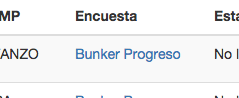 MP Encuesta Esta
ANZO Bunker Progreso No l